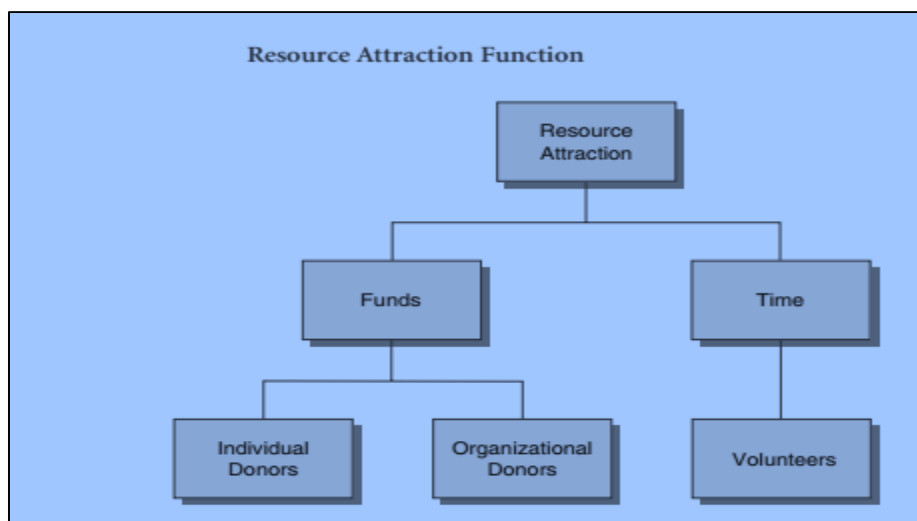 Resource Attraction Function
Resource
Attraction
Funds
Time
Individual
Donors
Organizational
Donors
Volunteers